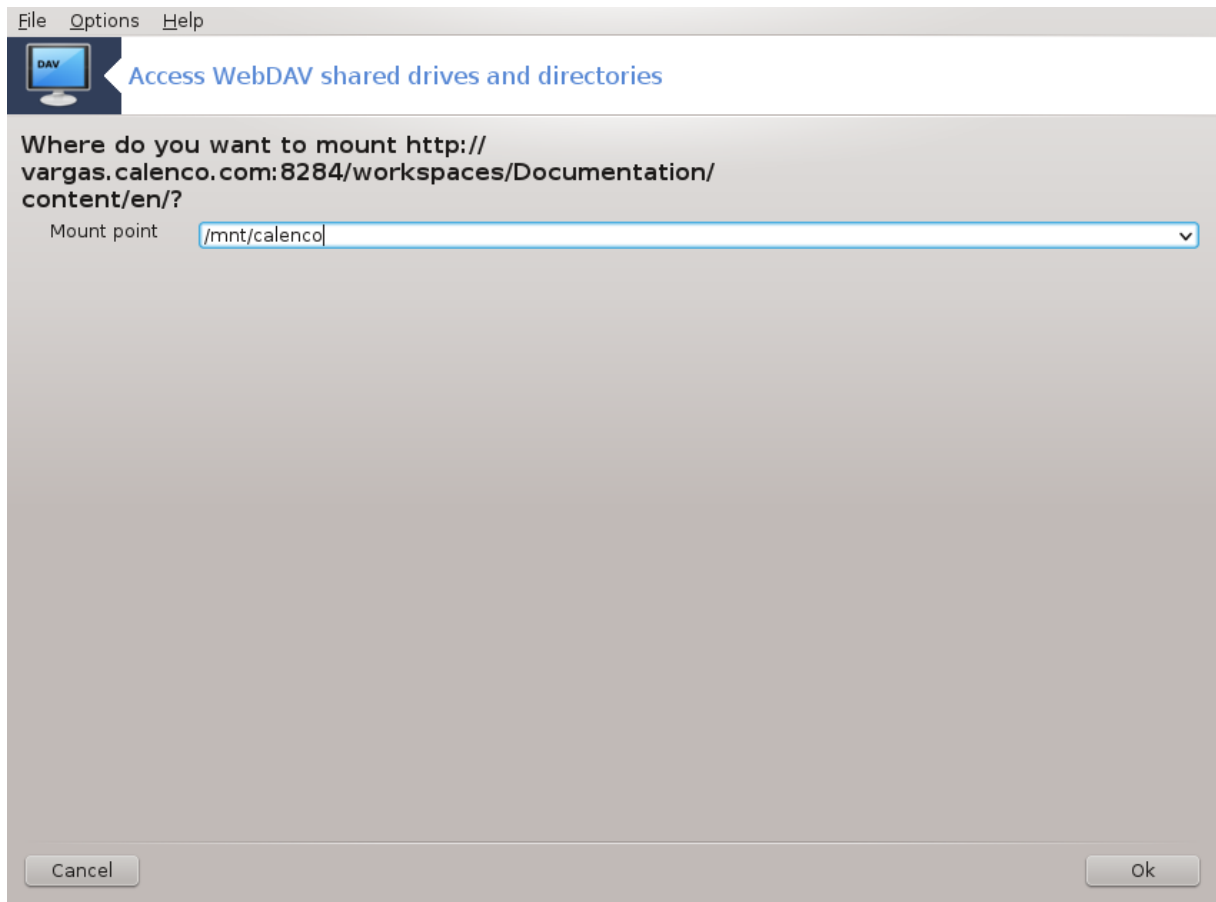 File Options Help
DAV
Access WebDAV shared drives and directories
Where do you want to mount http://
vargas.calenco.com:8284/workspaces/Documentation/
content/en/?
Mount point /mnt/calenco
Cancel Ok